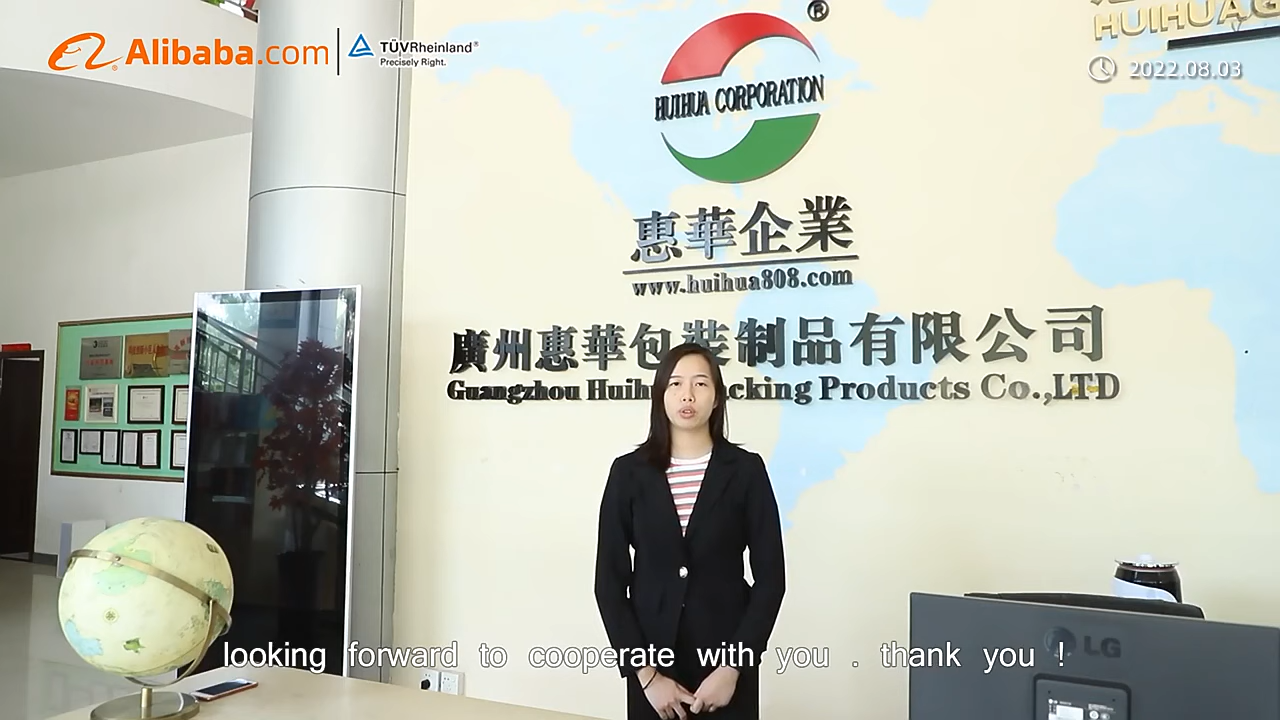 Alibaba.com
TÜVRheinland®
Precisely Right.
HUIHUAG
2022.08.03
®
HUIHUA CORPORATION
惠華企業
www.huihua808.com
廣州惠華包裝制品有限公司
Guangzhou Huih cking Products Co.,LTD
LG
looking forward to cooperate with you . thank you !